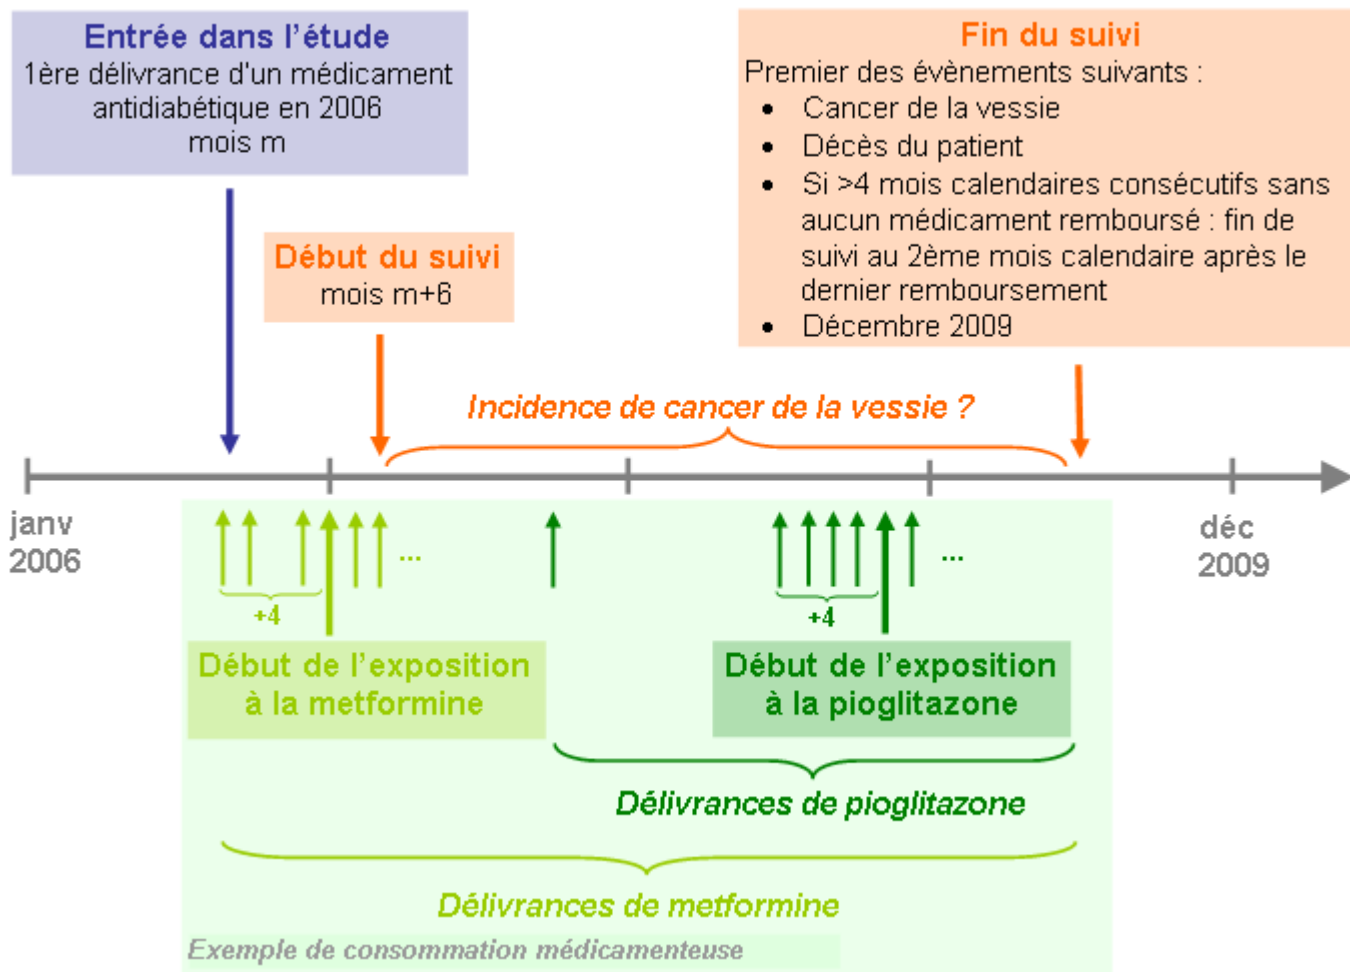 Entrée dans l'étude
1ère délivrance d'un médicament
antidiabétique en 2006
mois m
Fin du suivi
Premier des évènements suivants :
• Cancer de la vessie
• Décès du patient
• Si >4 mois calendaires consécutifs sans
aucun médicament remboursé : fin de
suivi au 2ème mois calendaire après le
dernier remboursement
• Décembre 2009
Début du suivi
mois m+6
Incidence de cancer de la vessie ?
janv
2006
déc
2009
...
...
+4
+4
Début de l'exposition
à la metformine
Début de l'exposition
à la pioglitazone
Délivrances de pioglitazone
Délivrances de metformine
Exemple de consommation médicamenteuse